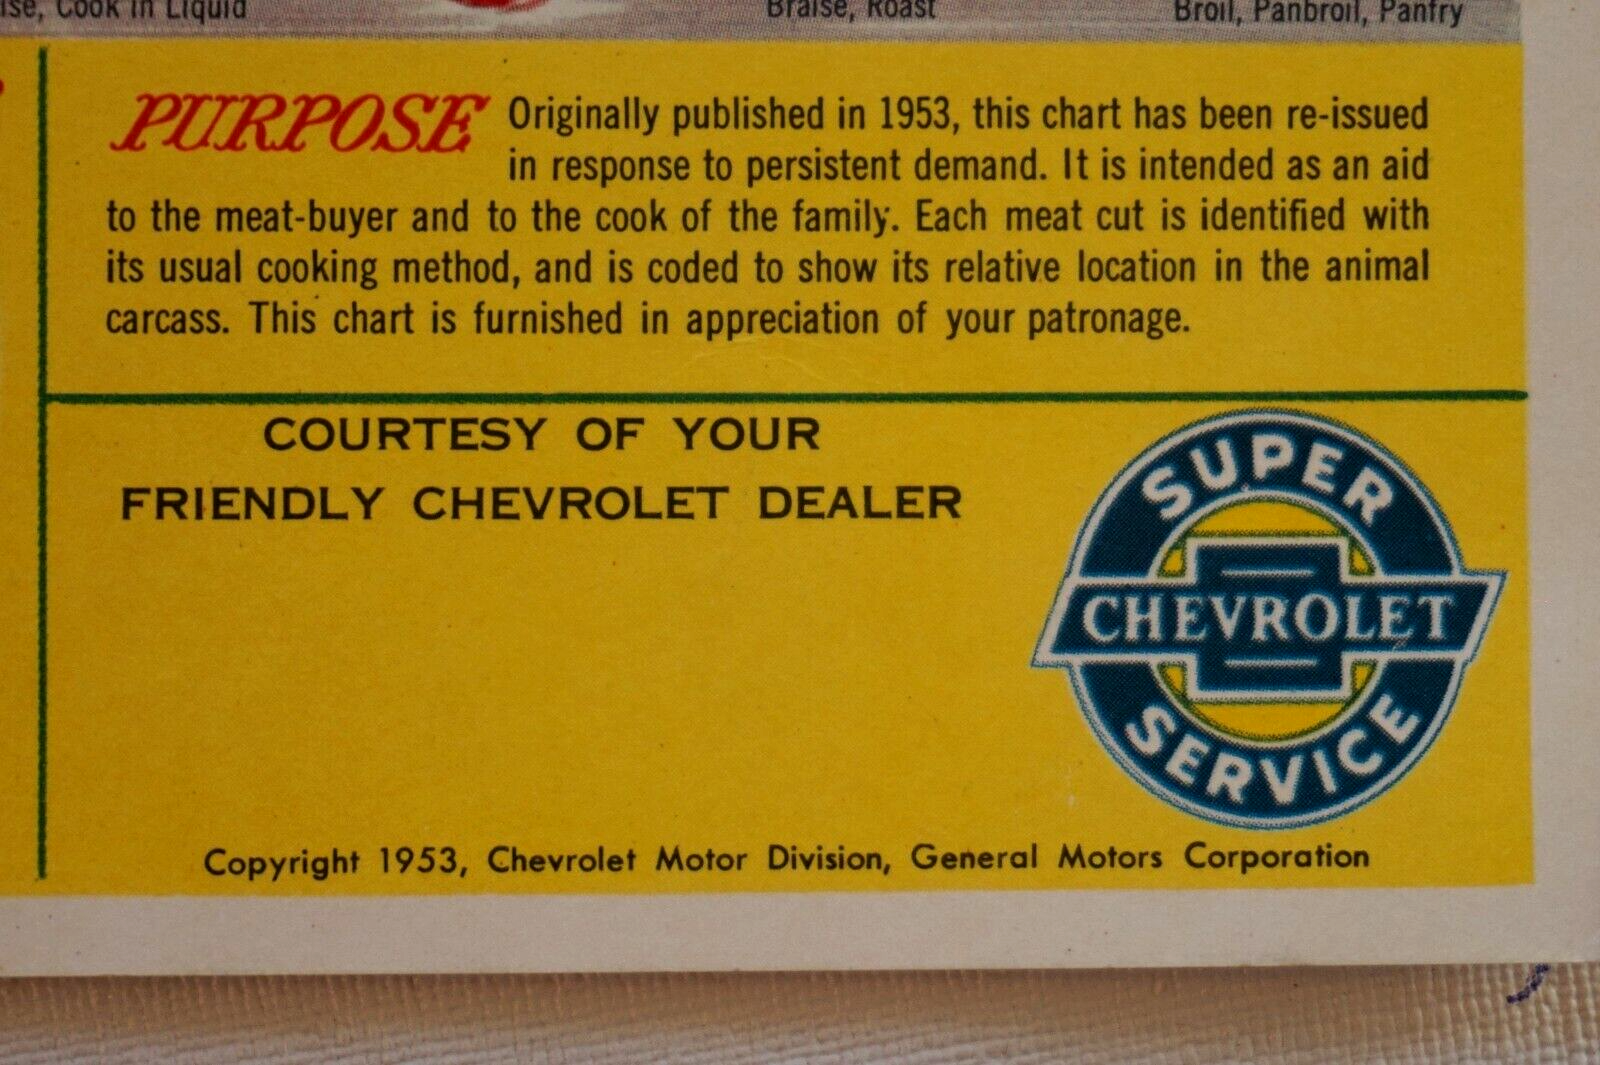 Cook in Liquid
Braise, Roast
Broil, Panbroil, Panfry
PURPOSE Originally published in 1953, this chart has been re-issued
in response to persistent demand. It is intended as an aid
to the meat-buyer and to the cook of the family. Each meat cut is identified with
its usual cooking method, and is coded to show its relative location in the animal
carcass. This chart is furnished in appreciation of your patronage.
COURTESY OF YOUR
FRIENDLY CHEVROLET DEALER
SUPER
CHEVROLET
SERVICE
Copyright 1953, Chevrolet Motor Division, General Motors Corporation